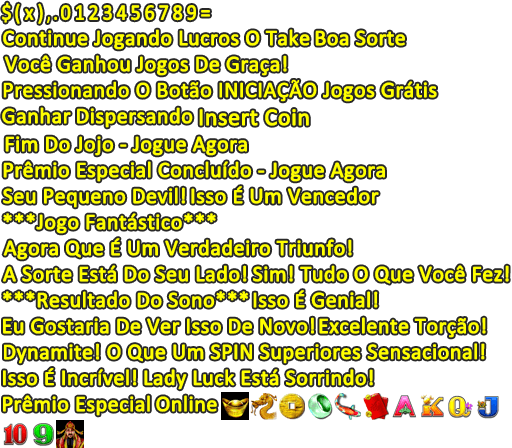 $(x),.0123456789=
Continue Jogando Lucros O Take Boa Sorte
Você Ganhou Jogos De Graça!
Pressionando O Botão INICIAÇÃO Jogos Grátis
Ganhar Dispersando Insert Coin
Fim Do Jojo - Jogue Agora
Prêmio Especial Concluído - Jogue Agora
Seu Pequeno Devil! Isso É Um Vencedor
***Jogo Fantástico***
Agora Que É Um Verdadeiro Triunfo!
A Sorte Está Do Seu Lado! Sim! Tudo O Que Você Fez!
***Resultado Do Sono*** Isso É Genial!
Eu Gostaria De Ver Isso De Novo! Excelente Torção!
Dynamite! O Que Um SPIN Superiores Sensacional!
Isso É Incrível! Lady Luck Está Sorrindo!
Prêmio Especial Online A K Q J
10 9